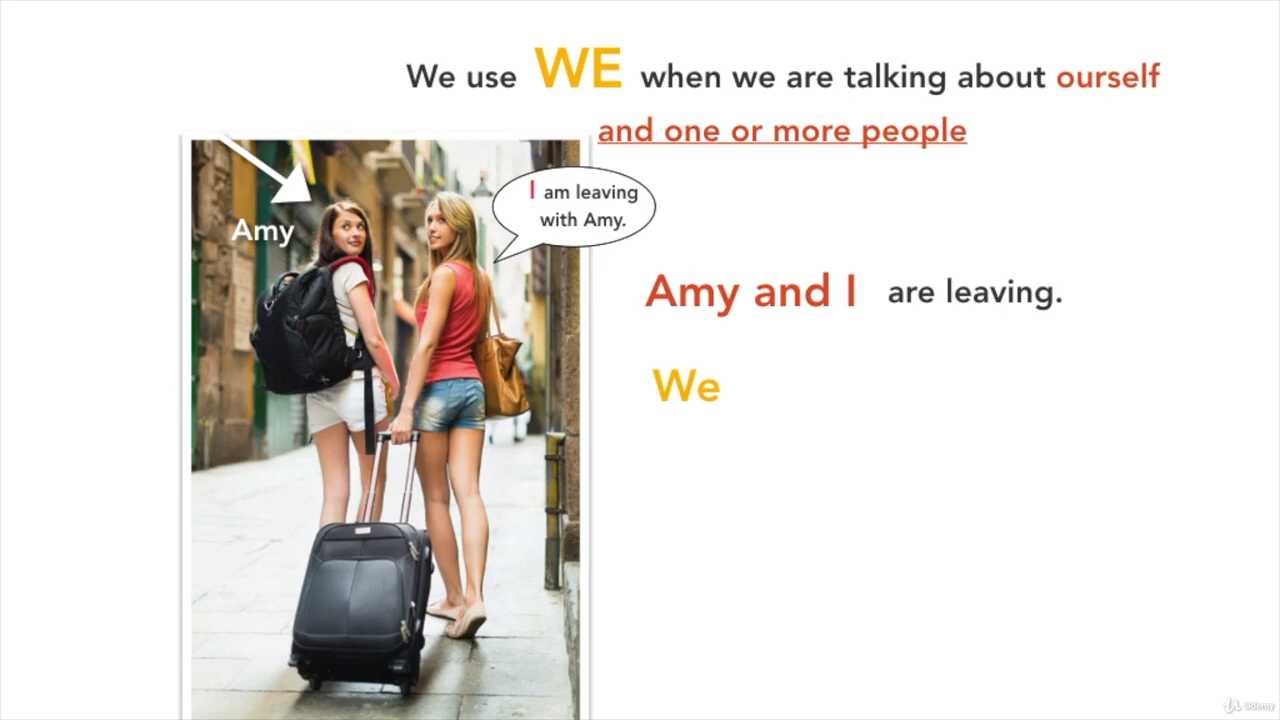 We use WE when we are talking about ourself
and one or more people
Amy
I am leaving
with Amy.
Amy and I are leaving.
We
Udemy